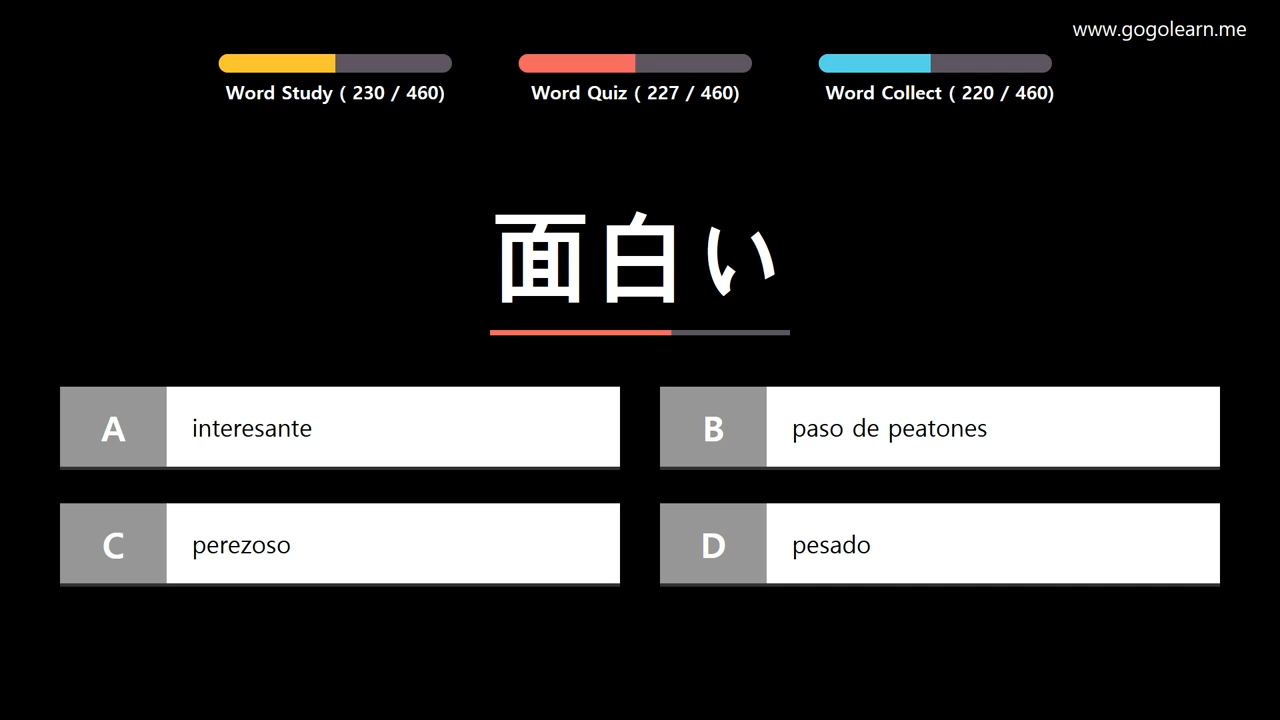 www.gogolearn.me
Word Study ( 230 / 460)
Word Quiz ( 227 / 460)
Word Collect ( 220 / 460)
面白い
A interesante
B paso de peatones
C perezoso
D pesado